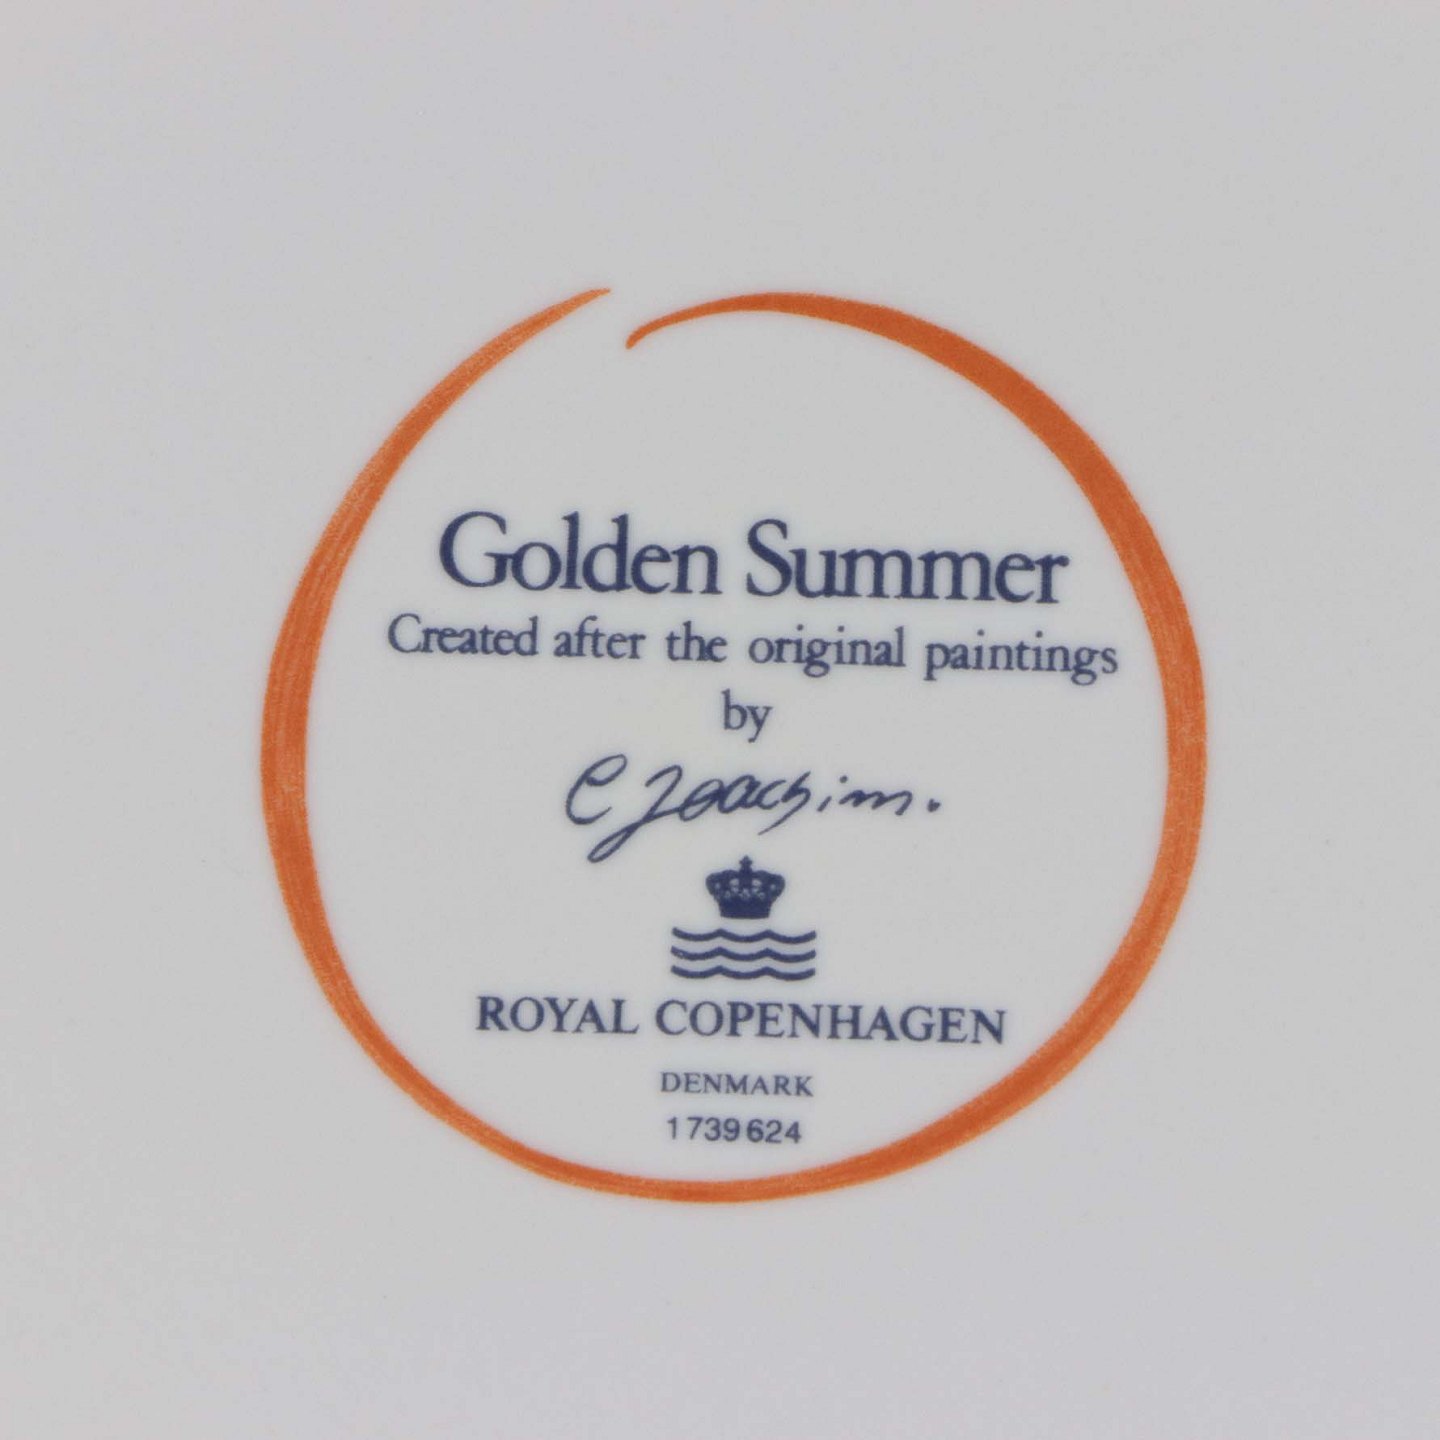 Golden Summer
Created after the original paintings
by
C Joachim.
ROYAL COPENHAGEN
DENMARK
1739624